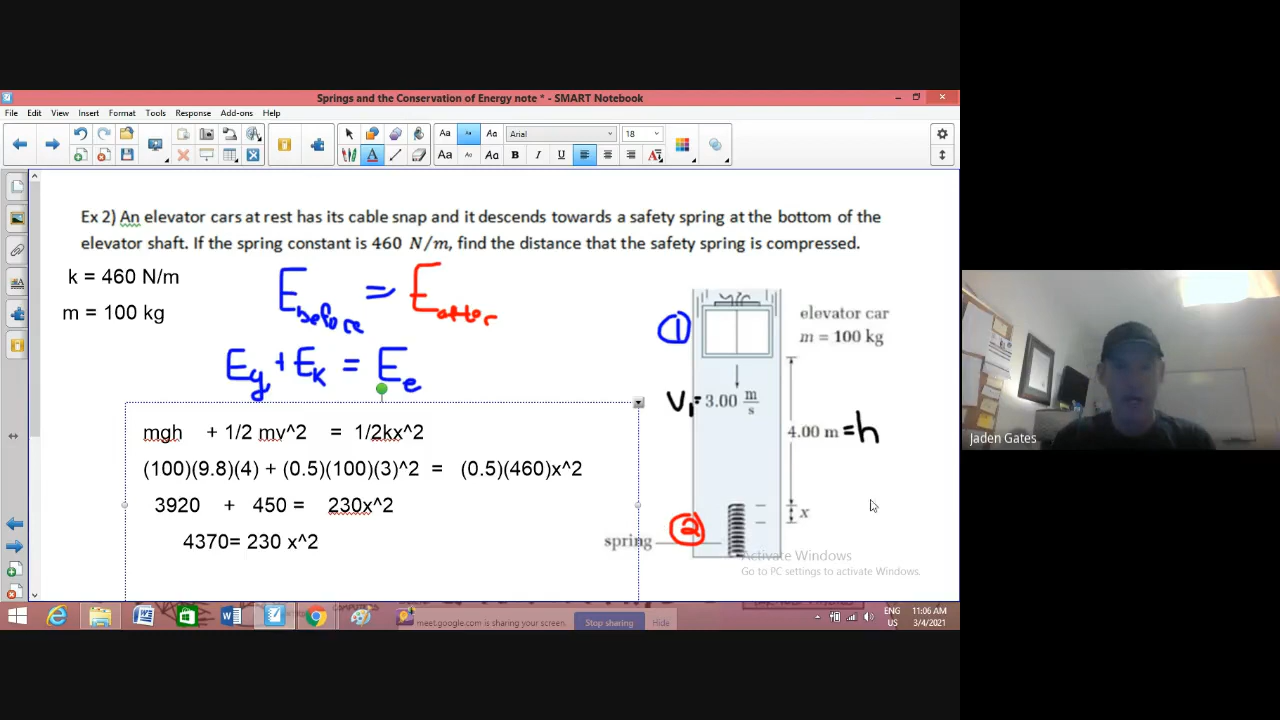 Springs and the Conservation of Energy note * - SMART Notebook
File Edit View Insert Format Tools Response Add-ons Help
Aa Aa Aa Arial 18
Aa Aa Aa B I U
Ex 2) An elevator cars at rest has its cable snap and it descends towards a safety spring at the bottom of the
elevator shaft. If the spring constant is 460 N/m, find the distance that the safety spring is compressed.
k = 460 N/m
m = 100 kg
E before = E after
Eg + EK = Ee
mgh + 1/2 mv^2 = 1/2kx^2
(100)(9.8)(4) + (0.5)(100)(3)^2 = (0.5)(460)x^2
3920 + 450 = 230x^2
4370= 230 x^2
1
elevator car
m = 100 kg
V1 = 3.00 m/s
4.00 m = h
x
2
spring
Activate Windows
Go to PC settings to activate Windows.
meet.google.com is sharing your screen. Stop sharing Hide
ENG
US
11:06 AM
3/4/2021
Jaden Gates